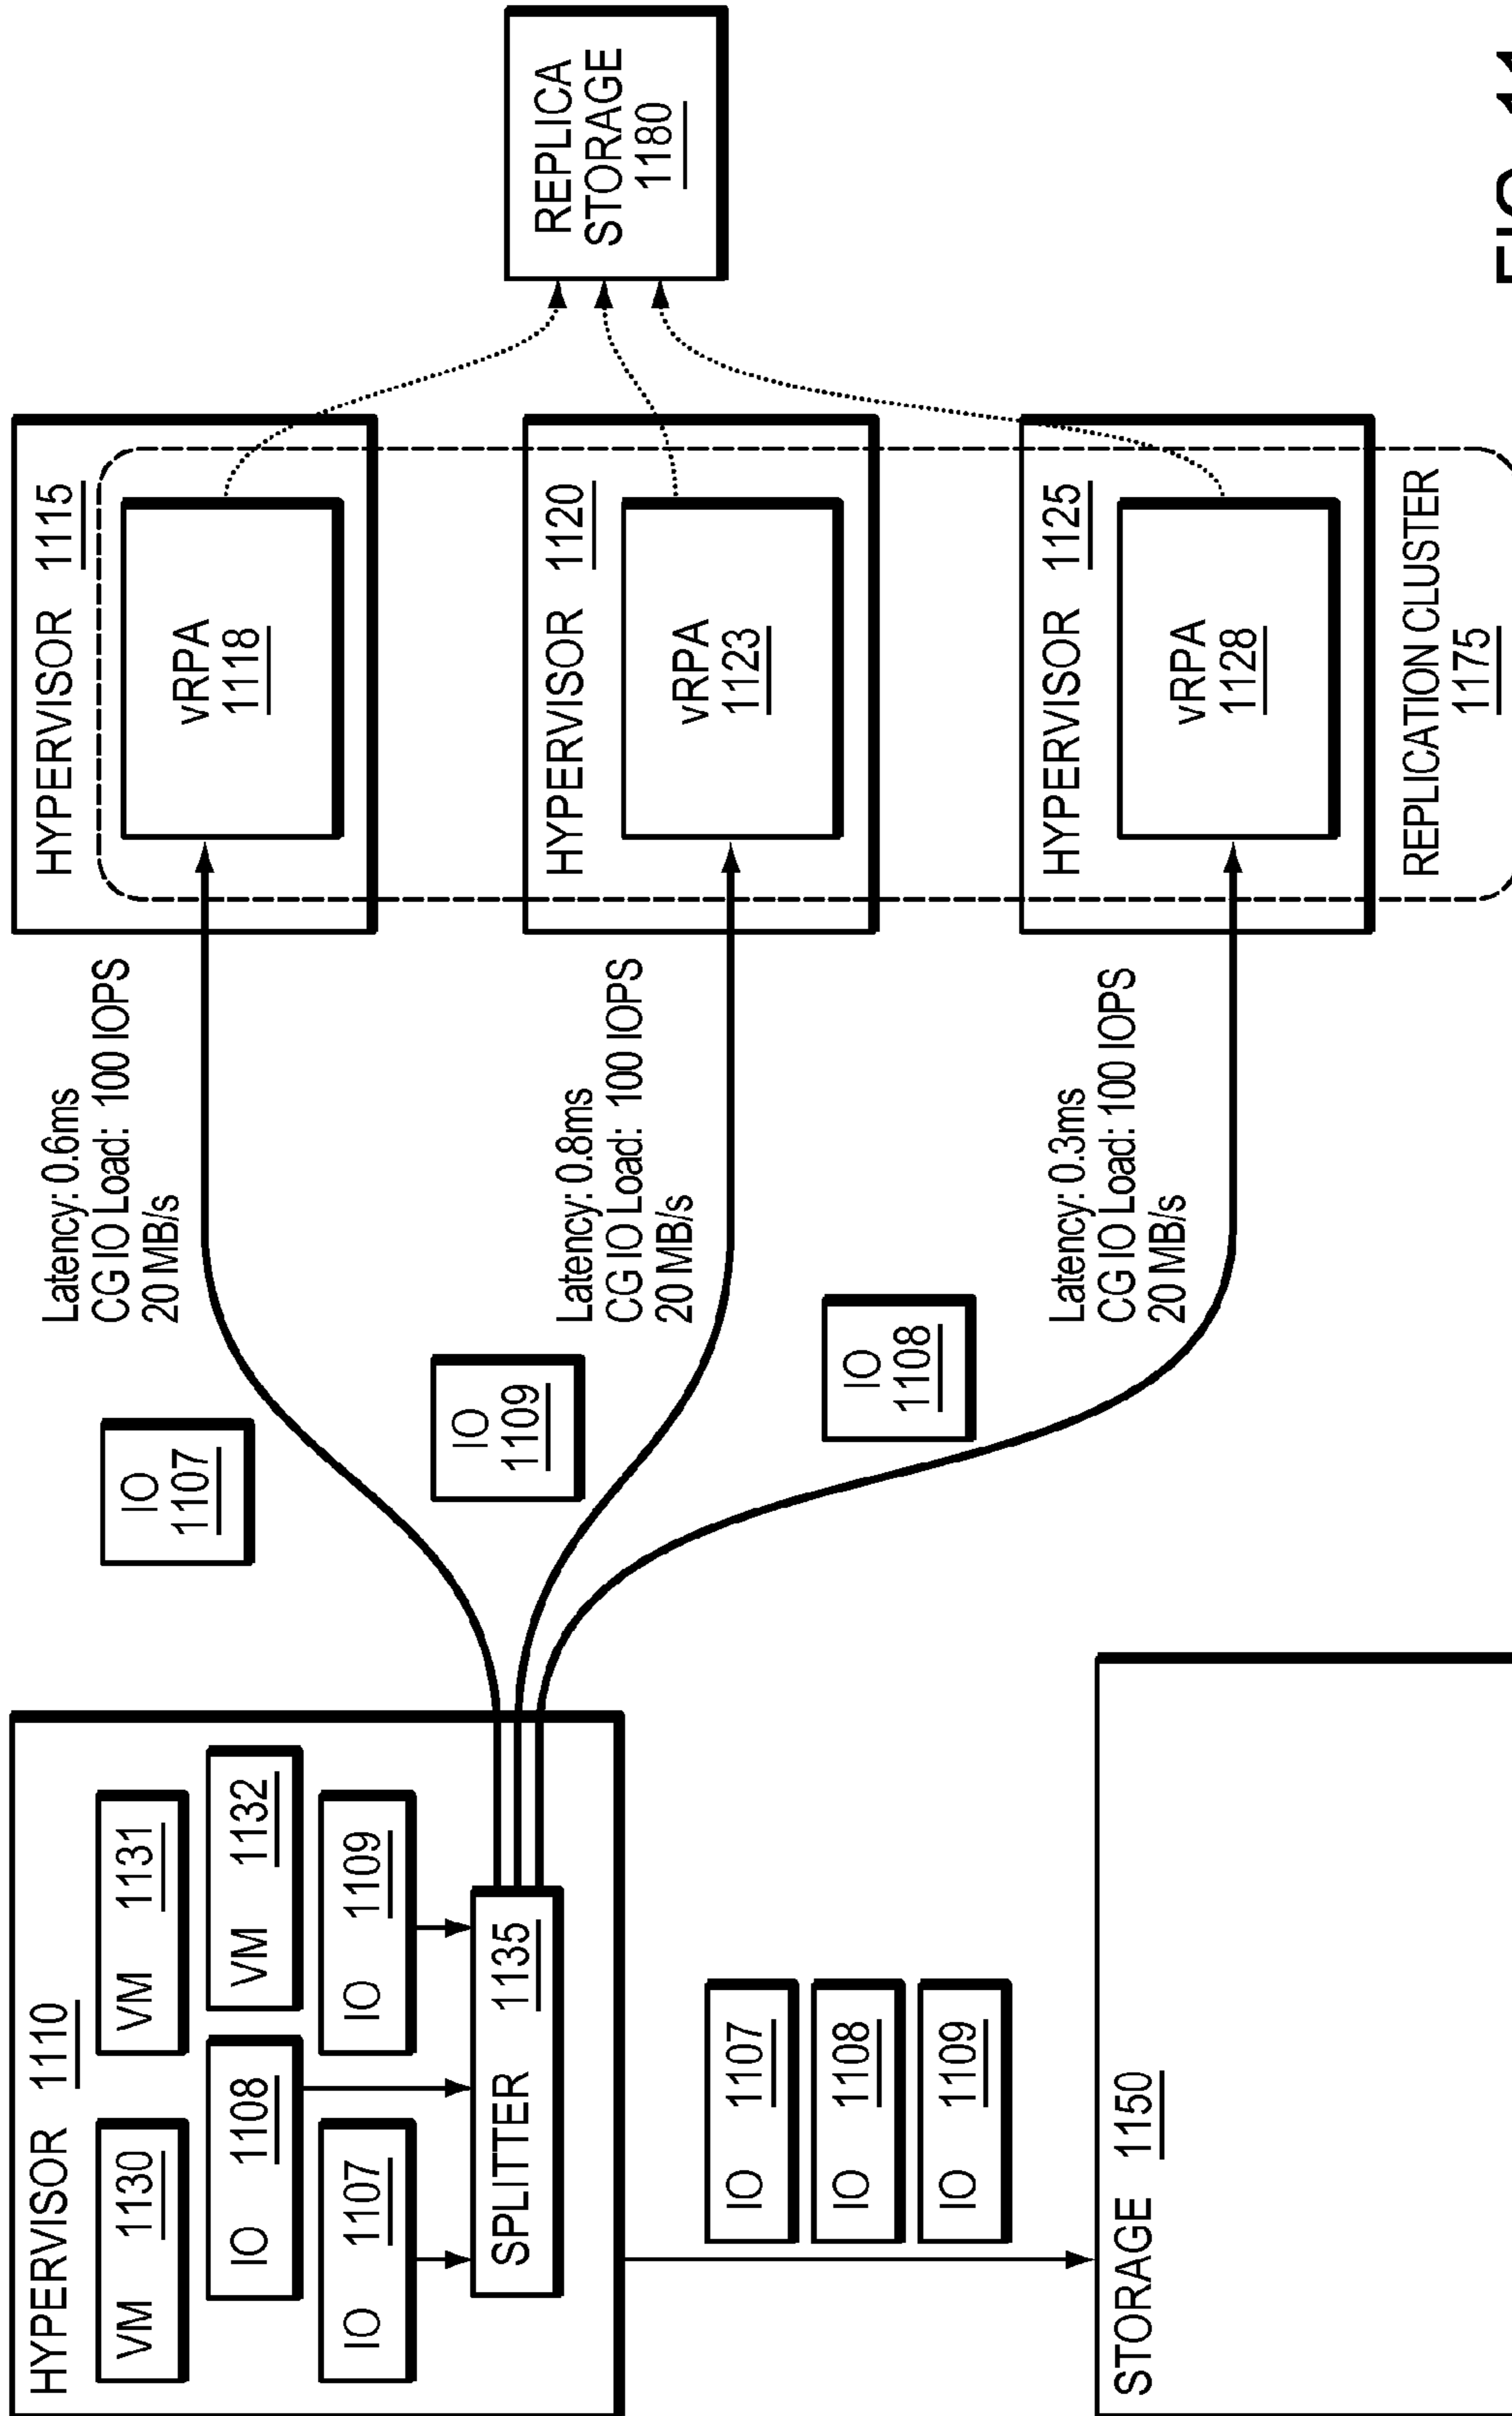 HYPERVISOR 1110
VM 1130
VM 1131
IO 1108
VM 1132
IO 1107
IO 1109
SPLITTER 1135
IO 1107
IO 1108
IO 1109
STORAGE 1150
IO
1107
IO
1109
IO
1108
Latency: 0.6ms
CG IO Load: 100 IOPS
20 MB/s
Latency: 0.8ms
CG IO Load: 100 IOPS
20 MB/s
Latency: 0.3ms
CG IO Load: 100 IOPS
20 MB/s
HYPERVISOR 1115
vRPA
1118
HYPERVISOR 1120
vRPA
1123
HYPERVISOR 1125
vRPA
1128
REPLICATION CLUSTER
1175
REPLICA
STORAGE
1180